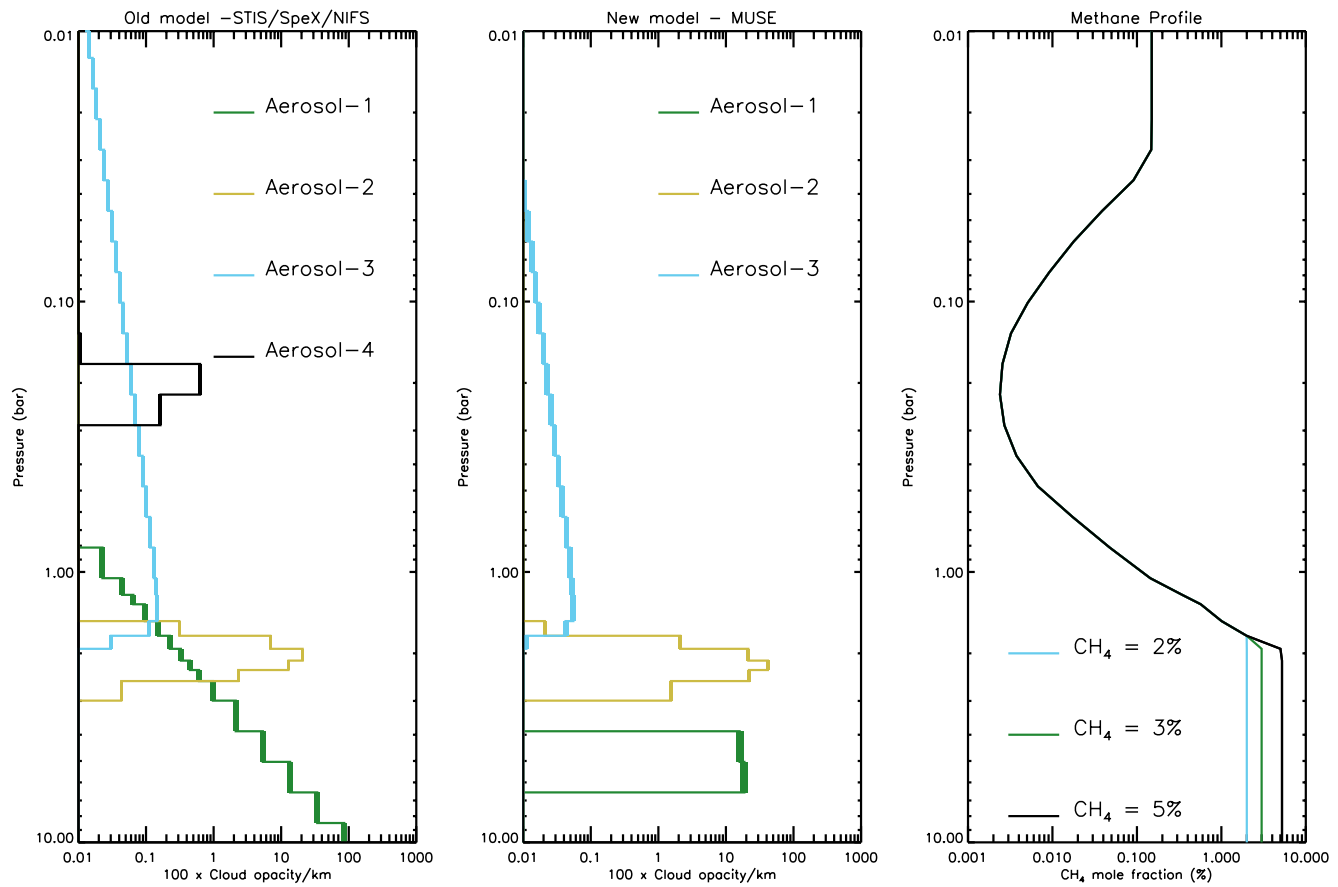 Old model -STIS/SpeX/NIFS
0.01
0.10
1.00
10.00
Pressure (bar)
Aerosol-1
Aerosol-2
Aerosol-3
Aerosol-4
0.01 0.1 1 10 100 1000
100 x Cloud opacity/km
New model - MUSE
0.01
0.10
1.00
10.00
Pressure (bar)
Aerosol-1
Aerosol-2
Aerosol-3
0.01 0.1 1 10 100 1000
100 x Cloud opacity/km
Methane Profile
0.01
0.10
1.00
10.00
Pressure (bar)
CH₄ = 2%
CH₄ = 3%
CH₄ = 5%
0.001 0.010 0.100 1.000 10.000
CH₄ mole fraction (%)